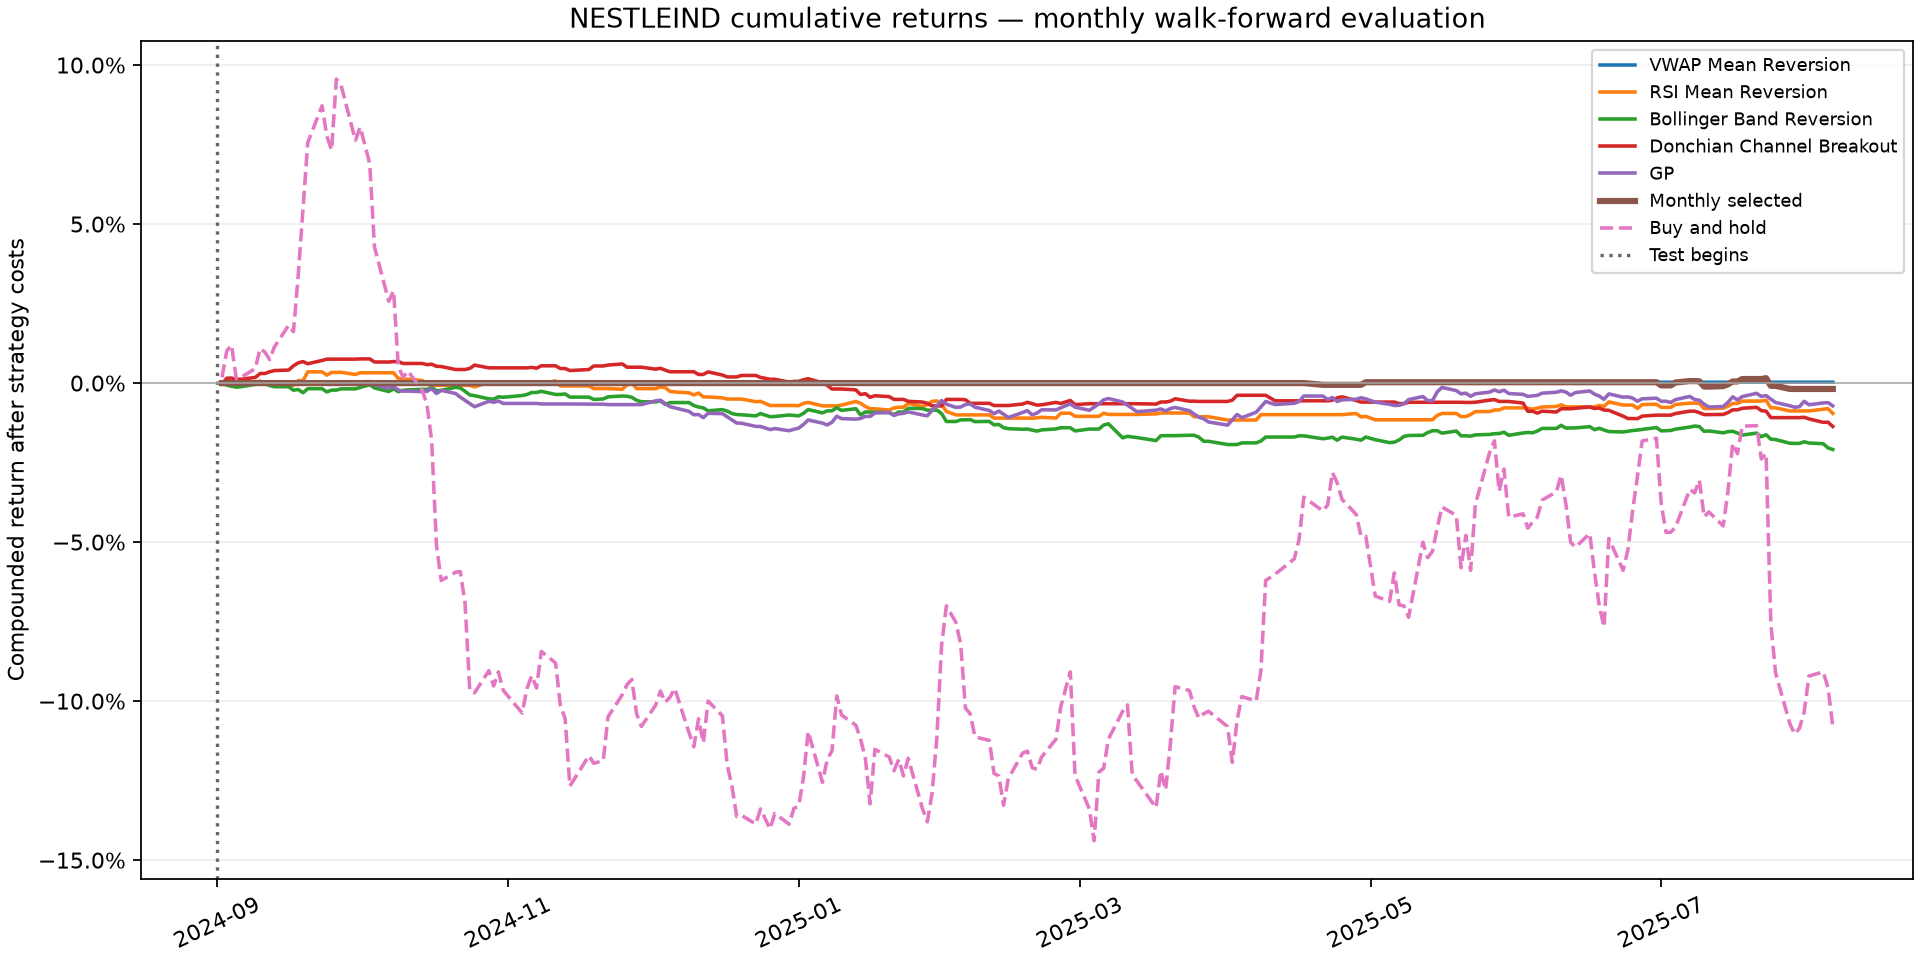 NESTLEIND cumulative returns — monthly walk-forward evaluation
Compounded return after strategy costs
10.0%
5.0%
0.0%
−5.0%
−10.0%
−15.0%
VWAP Mean Reversion
RSI Mean Reversion
Bollinger Band Reversion
Donchian Channel Breakout
GP
Monthly selected
Buy and hold
Test begins
2024-09
2024-11
2025-01
2025-03
2025-05
2025-07